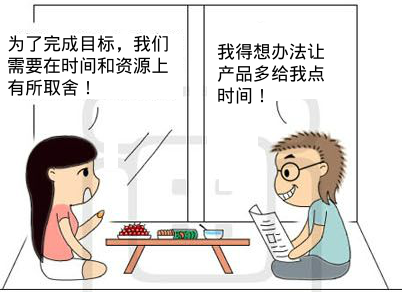 为了完成目标，我们
需要在时间和资源上
有所取舍！
我得想办法让
产品多给我点
时间！